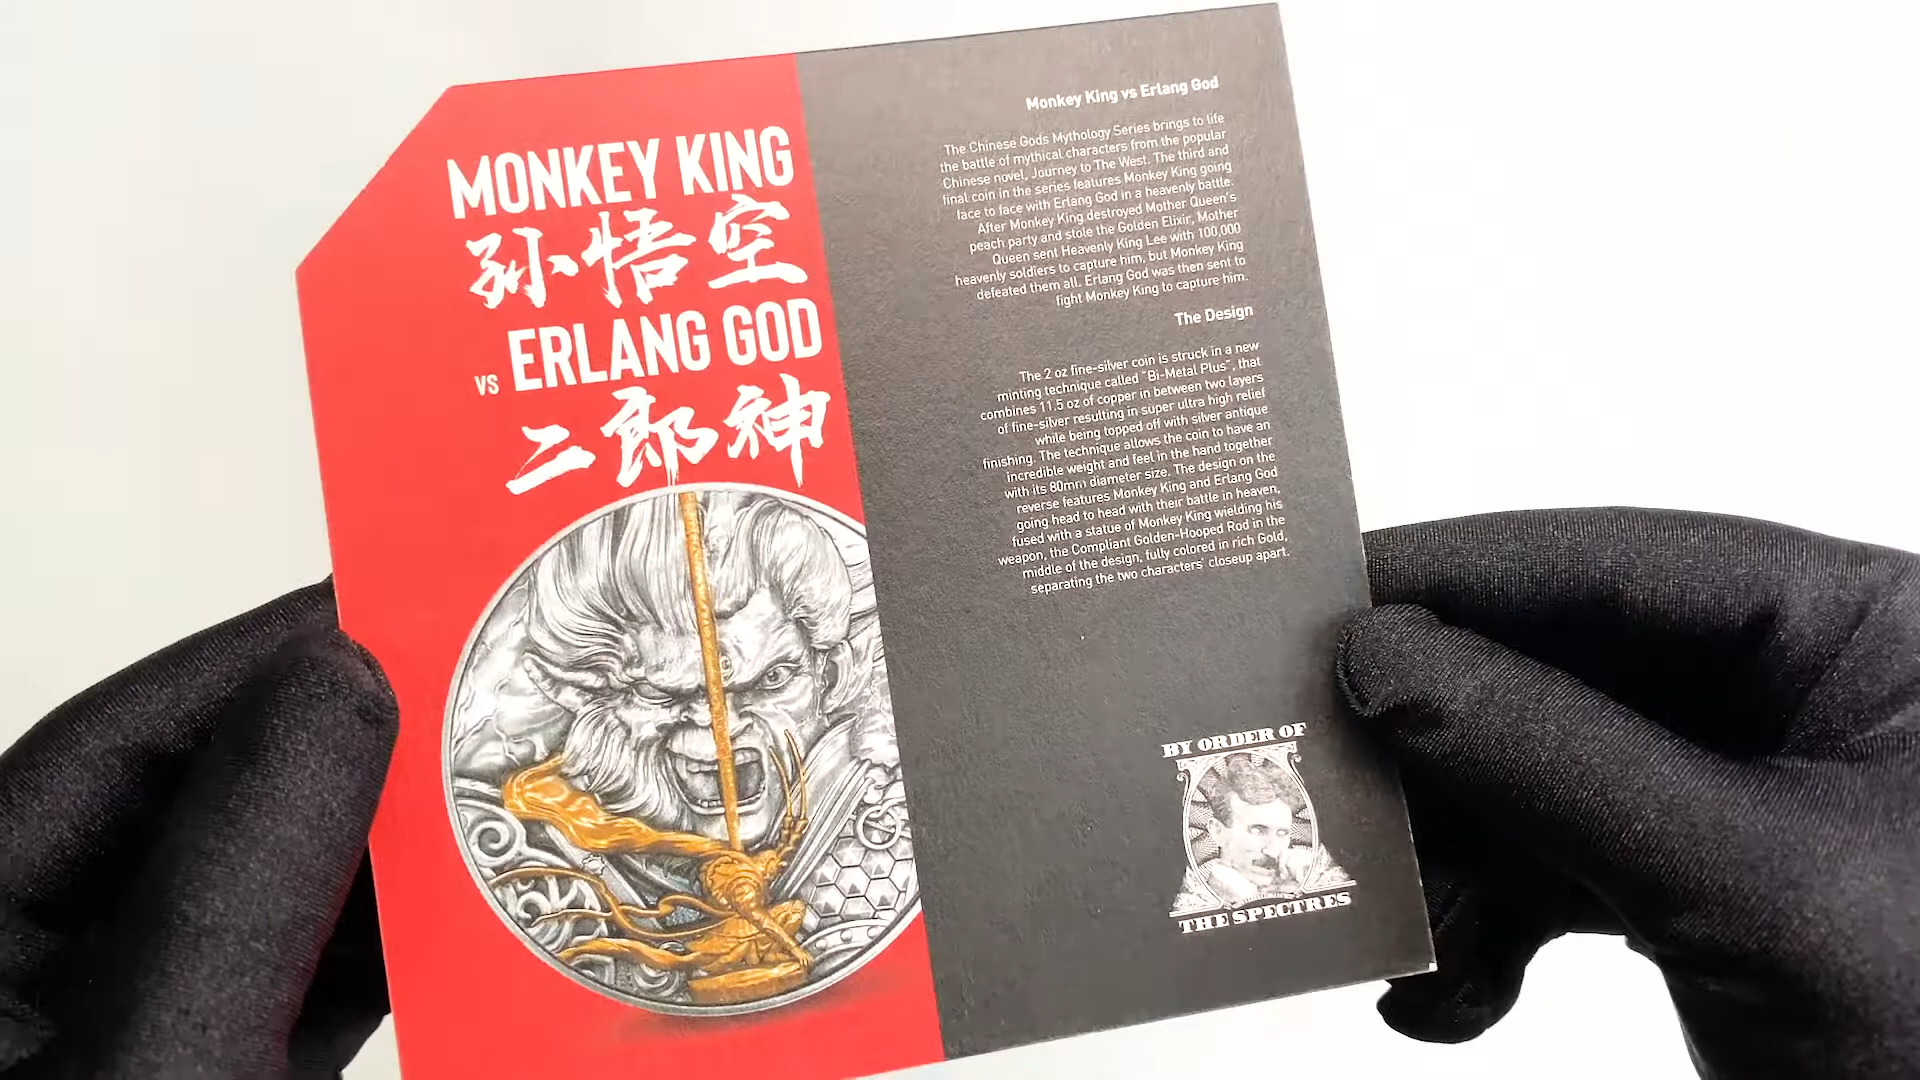 MONKEY KING
孙悟空
VS ERLANG GOD
二郎神
Monkey King vs Erlang God
The Chinese Gods Mythology Series brings to life
the battle of mythical characters from the popular
Chinese novel, Journey to The West. The third and
final coin in the series features Monkey King going
face to face with Erlang God in a heavenly battle.
After Monkey King destroyed Mother Queen's
peach party and stole the Golden Elixir, Mother
Queen sent Heavenly King Lee with 100,000
heavenly soldiers to capture him, but Monkey King
defeated them all. Erlang God was then sent to
fight Monkey King to capture him.
The Design
The 2 oz fine-silver coin is struck in a new
minting technique called "Bi-Metal Plus", that
combines 11.5 oz of copper in between two layers
of fine-silver resulting in super ultra high relief
while being topped off with silver antique
finishing. The technique allows the coin to have an
incredible weight and feel in the hand together
with its 80mm diameter size. The design on the
reverse features Monkey King and Erlang God
going head to head with their battle in heaven,
fused with a statue of Monkey King wielding his
weapon, the Compliant Golden-Hooped Rod in the
middle of the design, fully colored in rich Gold,
separating the two characters' closeup apart.
BY ORDER OF
THE SPECTRES